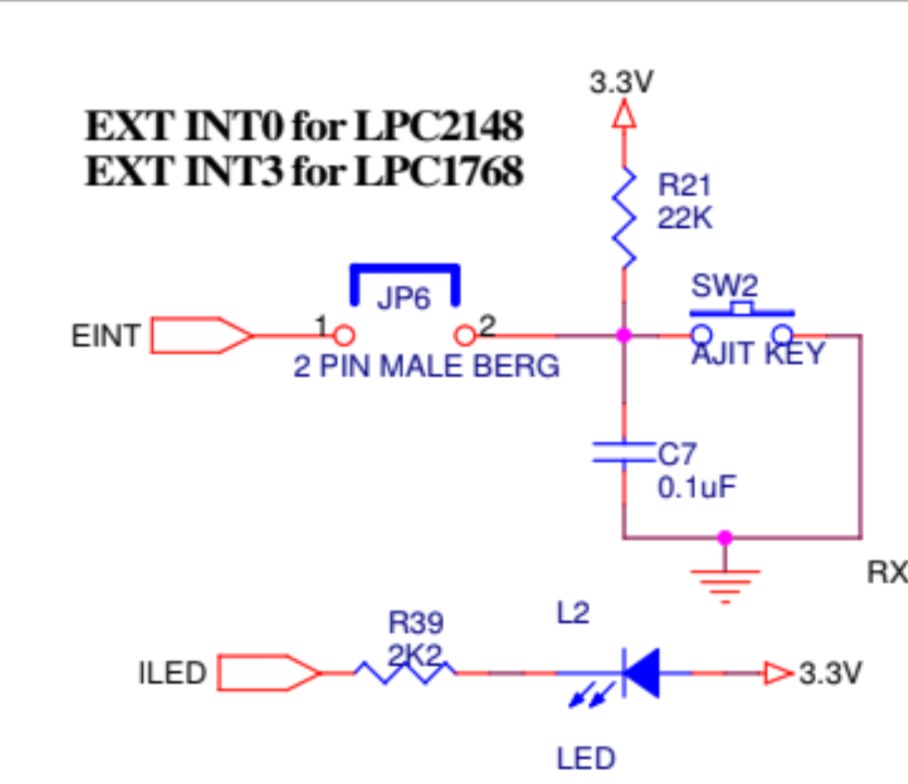 3.3V
EXT INT0 for LPC2148
EXT INT3 for LPC1768
R21
22K
SW2
JP6
EINT
1
2
AJIT KEY
2 PIN MALE BERG
C7
0.1uF
RX
L2
R39
2K2
ILED
3.3V
LED